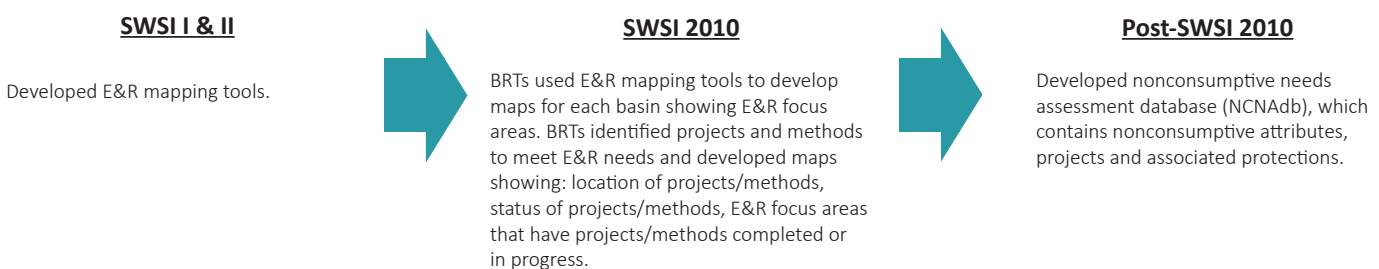 SWSI I & II
Developed E&R mapping tools.
SWSI 2010
BRTs used E&R mapping tools to develop
maps for each basin showing E&R focus
areas. BRTs identified projects and methods
to meet E&R needs and developed maps
showing: location of projects/methods,
status of projects/methods, E&R focus areas
that have projects/methods completed or
in progress.
Post-SWSI 2010
Developed nonconsumptive needs
assessment database (NCNAdb), which
contains nonconsumptive attributes,
projects and associated protections.